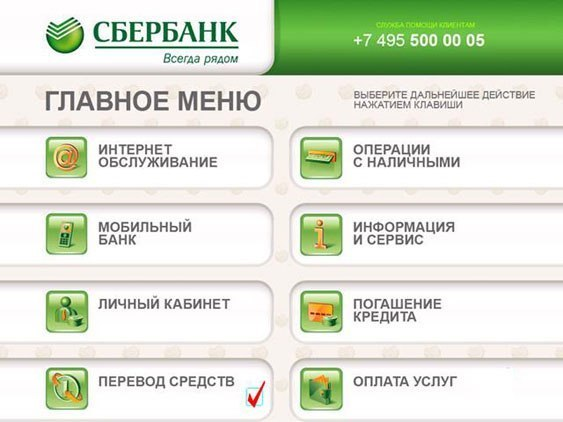 СБЕРБАНК
Всегда рядом
СЛУЖБА ПОМОЩИ КЛИЕНТАМ
+7 495 500 00 05
ГЛАВНОЕ МЕНЮ
ВЫБЕРИТЕ ДАЛЬНЕЙШЕЕ ДЕЙСТВИЕ
НАЖАТИЕМ КЛАВИШИ
ИНТЕРНЕТ
ОБСЛУЖИВАНИЕ
ОПЕРАЦИИ
С НАЛИЧНЫМИ
МОБИЛЬНЫЙ
БАНК
ИНФОРМАЦИЯ
И СЕРВИС
ЛИЧНЫЙ КАБИНЕТ
ПОГАШЕНИЕ
КРЕДИТА
ПЕРЕВОД СРЕДСТВ
ОПЛАТА УСЛУГ